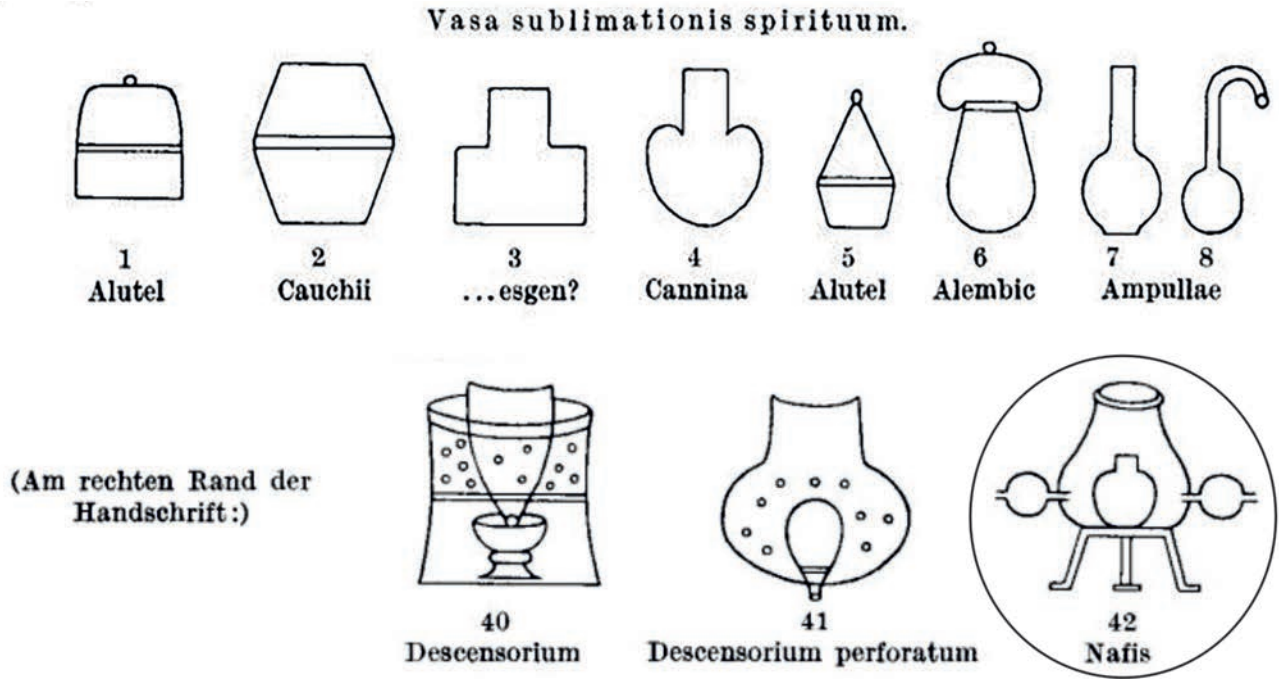 Vasa sublimationis spirituum.
1 2 3 4 5 6 7 8
Alutel Cauchii ...esgen? Cannina Alutel Alembic Ampullae
(Am rechten Rand der
Handschrift:)
40 41 42
Descensorium Descensorium perforatum Nafis